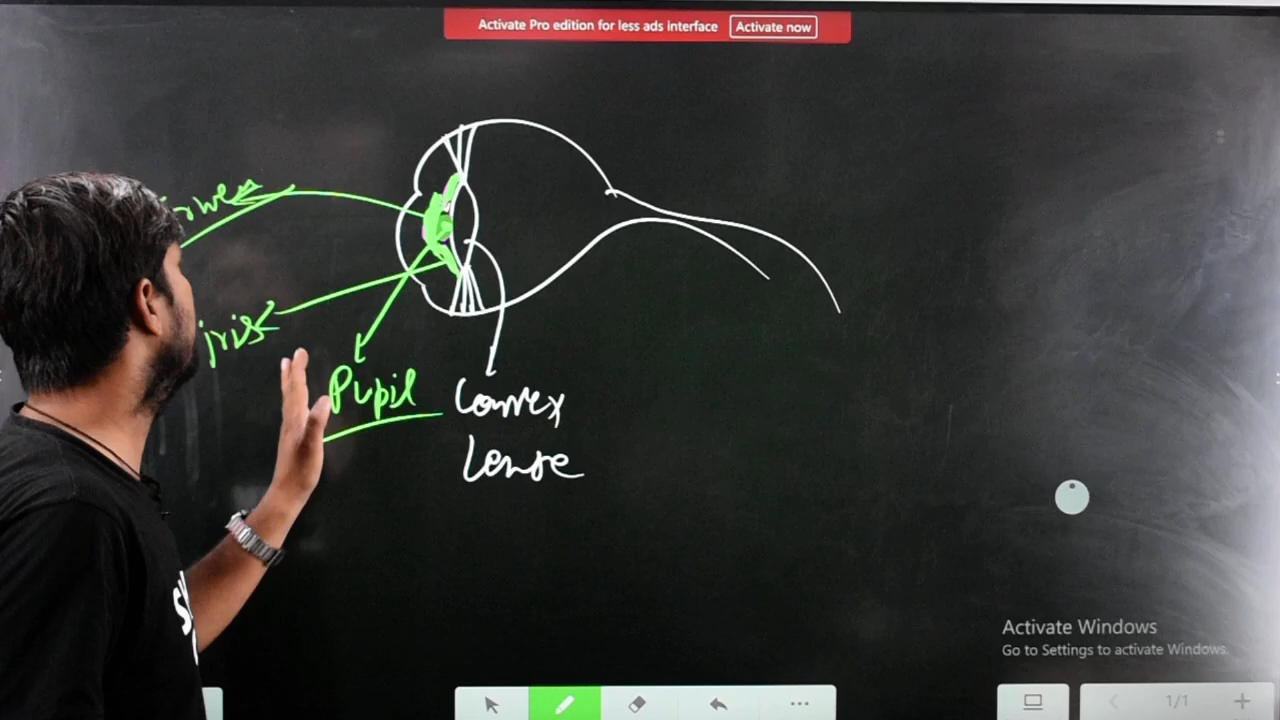 Activate Pro edition for less ads interface Activate now
iris
Pupil
Convex
Lense
Activate Windows
Go to Settings to activate Windows.
1/1